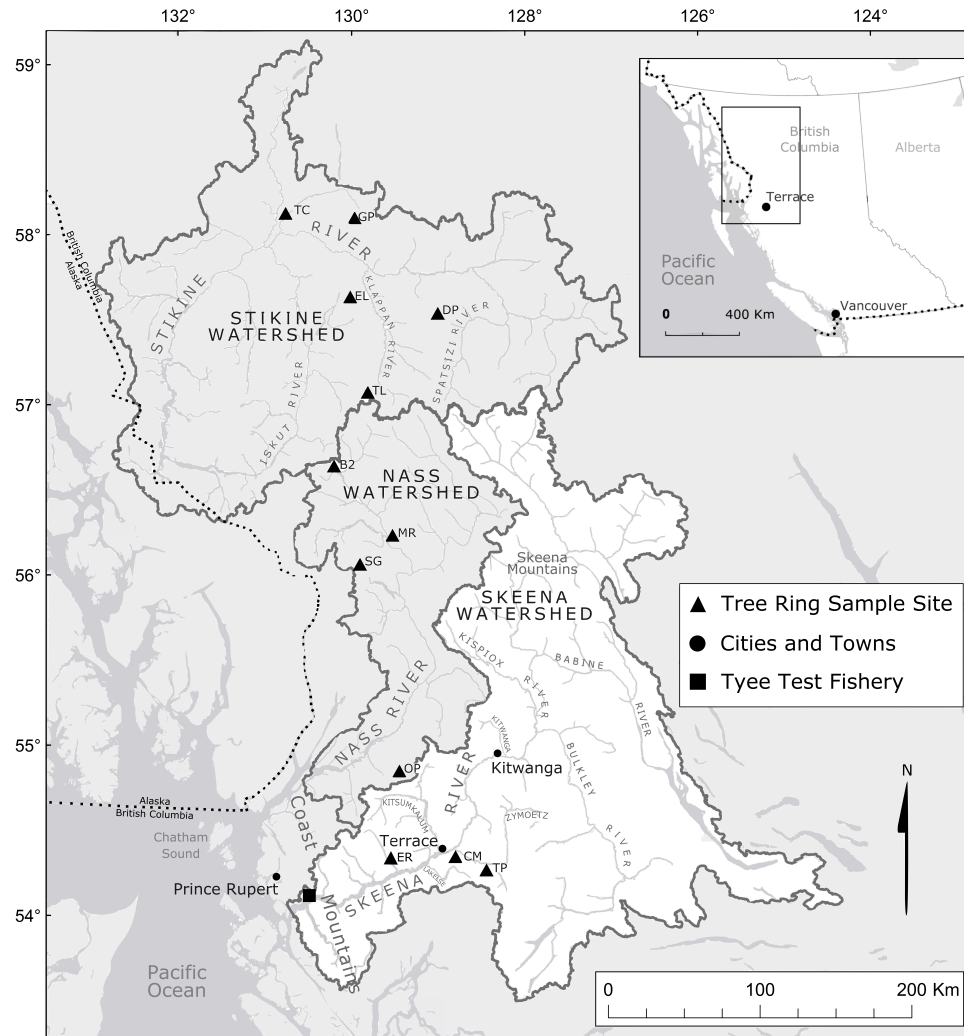 132°
130°
128°
126°
124°
59°
58°
57°
56°
55°
54°
British Columbia
Alaska
TC
GP
RIVER
STIKINE
EL
KLAPPAN RIVER
DP
SPATSIZI RIVER
STIKINE
WATERSHED
ISKUT RIVER
TL
B2
NASS
WATERSHED
MR
SG
Skeena
Mountains
SKEENA
WATERSHED
KISPIOX RIVER
BABINE RIVER
NASS RIVER
KITWANGA
Kitwanga
OP
BULKLEY RIVER
KITSUMKALUM
RIVER
ZYMOETZ
Terrace
ER
CM
TP
LAKELSE
SKEENA
Coast Mountains
Alaska
British Columbia
Chatham
Sound
Prince Rupert
Pacific
Ocean
British
Columbia
Alberta
Terrace
Pacific
Ocean
0 400 Km
Vancouver
Tree Ring Sample Site
Cities and Towns
Tyee Test Fishery
N
0 100 200 Km